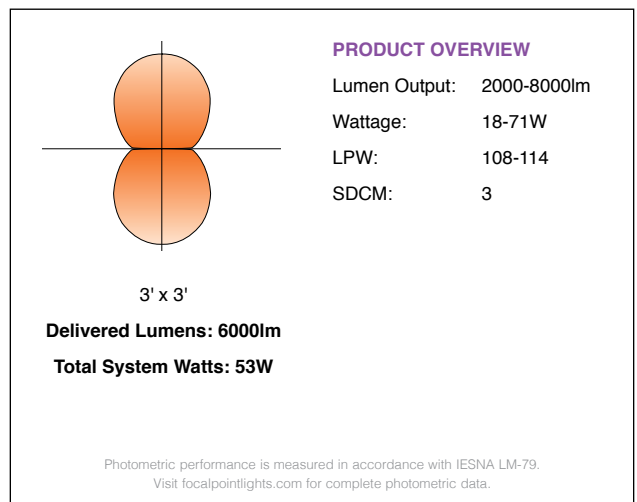 PRODUCT OVERVIEW
Lumen Output: 2000-8000lm
Wattage: 18-71W
LPW: 108-114
SDCM: 3
3' x 3'
Delivered Lumens: 6000lm
Total System Watts: 53W
Photometric performance is measured in accordance with IESNA LM-79.
Visit focalpointlights.com for complete photometric data.